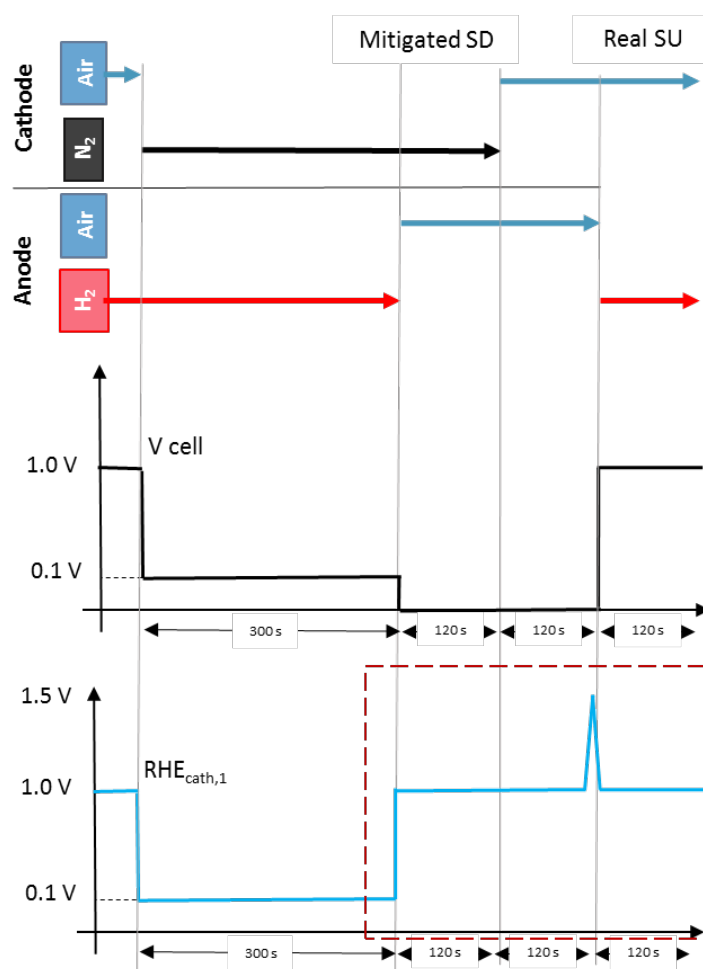 Mitigated SD
Real SU
Cathode
Air
N₂
Anode
Air
H₂
V cell
1.0 V
0.1 V
300 s
120 s
120 s
120 s
1.5 V
RHEcath,1
1.0 V
0.1 V
300 s
120 s
120 s
120 s